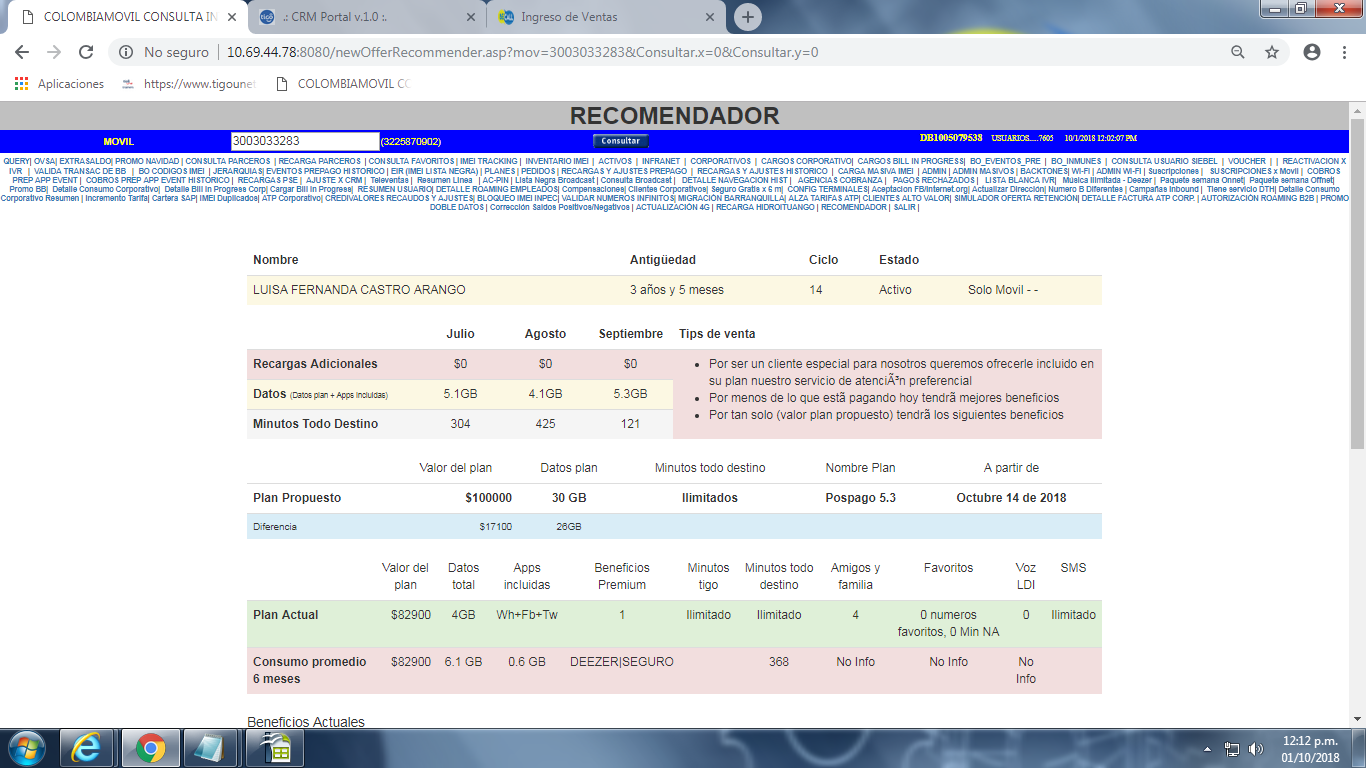 COLOMBIAMOVIL CONSULTA IN
.: CRM Portal v.1.0 :.
Ingreso de Ventas
No seguro | 10.69.44.78:8080/newOfferRecommender.asp?mov=3003033283&Consultar.x=0&Consultar.y=0
Aplicaciones https://www.tigounet COLOMBIAMOVIL CO
RECOMENDADOR
MOVIL 3003033283 (3225870902) Consultar DB1005079538 USUARIOS.....7605 10/1/2018 12:02:07 PM
QUERY| OVSA| EXTRASALDO| PROMO NAVIDAD | CONSULTA PARCEROS | RECARGA PARCEROS | CONSULTA FAVORITOS | IMEI TRACKING | INVENTARIO IMEI | ACTIVOS | INFRANET | CORPORATIVOS | CARGOS CORPORATIVO| CARGOS BILL IN PROGRESS| BO_EVENTOS_PRE | BO_INMUNES | CONSULTA USUARIO SIEBEL | VOUCHER | | REACTIVACION X
IVR | VALIDA TRANSAC DE BB | BO CODIGOS IMEI | JERARQUIAS| EVENTOS PREPAGO HISTORICO | EIR (IMEI LISTA NEGRA) | PLANES | PEDIDOS | RECARGAS Y AJUSTES PREPAGO | RECARGAS Y AJUSTES HISTORICO | CARGA MASIVA IMEI | ADMIN | ADMIN MASIVOS | BACKTONES| WI-FI | ADMIN WI-FI | Suscripciones | SUSCRIPCIONES x Movil | COBROS
PREP APP EVENT | COBROS PREP APP EVENT HISTORICO | RECARGAS PSE | AJUSTE X CRM | Televentas | Resumen Linea | AC-PIN | Lista Negra Broadcast | Consulta Broadcast | DETALLE NAVEGACION HIST | AGENCIAS COBRANZA | PAGOS RECHAZADOS | LISTA BLANCA IVR| Música Ilimitada - Deezer | Paquete semana Onnet| Paquete semana Offnet|
Promo BB| Detalle Consumo Corporativo| Detalle Bill In Progress Corp| Cargar Bill In Progress| RESUMEN USUARIO| DETALLE ROAMING EMPLEADOS| Compensaciones| Clientes Corporativos| Seguro Gratis x 6 m| CONFIG TERMINALES| Aceptacion FB/Internet.org| Actualizar Dirección| Numero B Diferentes | Campañas Inbound | Tiene servicio DTH| Detalle Consumo
Corporativo Resumen | Incremento Tarifa| Cartera SAP| IMEI Duplicados| ATP Corporativo| CREDIVALORES RECAUDOS Y AJUSTES| BLOQUEO IMEI INPEC| VALIDAR NUMEROS INFINITOS| MIGRACIÓN BARRANQUILLA| ALZA TARIFAS ATP| CLIENTES ALTO VALOR| SIMULADOR OFERTA RETENCIÓN| DETALLE FACTURA ATP CORP. | AUTORIZACIÓN ROAMING B2B | PROMO
DOBLE DATOS | Corrección Saldos Positivos/Negativos | ACTUALIZACIÓN 4G | RECARGA HIDROITUANGO | RECOMENDADOR | SALIR |
Nombre Antigüedad Ciclo Estado
LUISA FERNANDA CASTRO ARANGO 3 años y 5 meses 14 Activo Solo Movil - -
Julio Agosto Septiembre Tips de venta
Recargas Adicionales $0 $0 $0
Datos (Datos plan + Apps incluidas) 5.1GB 4.1GB 5.3GB
Minutos Todo Destino 304 425 121
• Por ser un cliente especial para nosotros queremos ofrecerle incluido en
su plan nuestro servicio de atenciÃ³n preferencial
• Por menos de lo que estã pagando hoy tendrã mejores beneficios
• Por tan solo (valor plan propuesto) tendrã los siguientes beneficios
Valor del plan Datos plan Minutos todo destino Nombre Plan A partir de
Plan Propuesto $100000 30 GB Ilimitados Pospago 5.3 Octubre 14 de 2018
Diferencia $17100 26GB
Valor del Datos Apps Beneficios Minutos Minutos todo Amigos y Favoritos Voz SMS
plan total incluidas Premium tigo destino familia LDI
Plan Actual $82900 4GB Wh+Fb+Tw 1 Ilimitado Ilimitado 4 0 numeros 0 Ilimitado
favoritos, 0 Min NA
Consumo promedio $82900 6.1 GB 0.6 GB DEEZER|SEGURO 368 No Info No Info No
6 meses Info
Beneficios Actuales
12:12 p.m.
01/10/2018